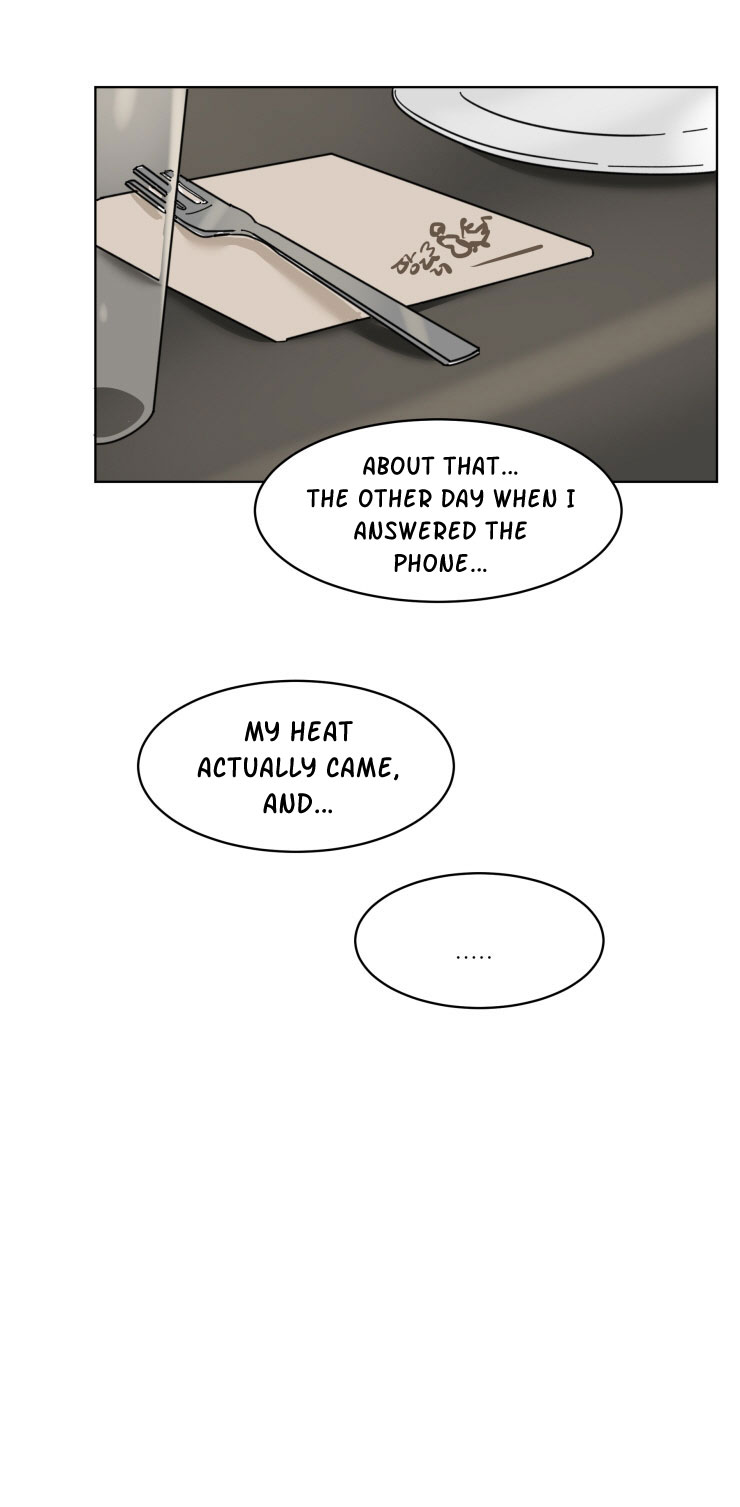 ABOUT THAT...
THE OTHER DAY WHEN I
ANSWERED THE
PHONE...
MY HEAT
ACTUALLY CAME,
AND...
.....